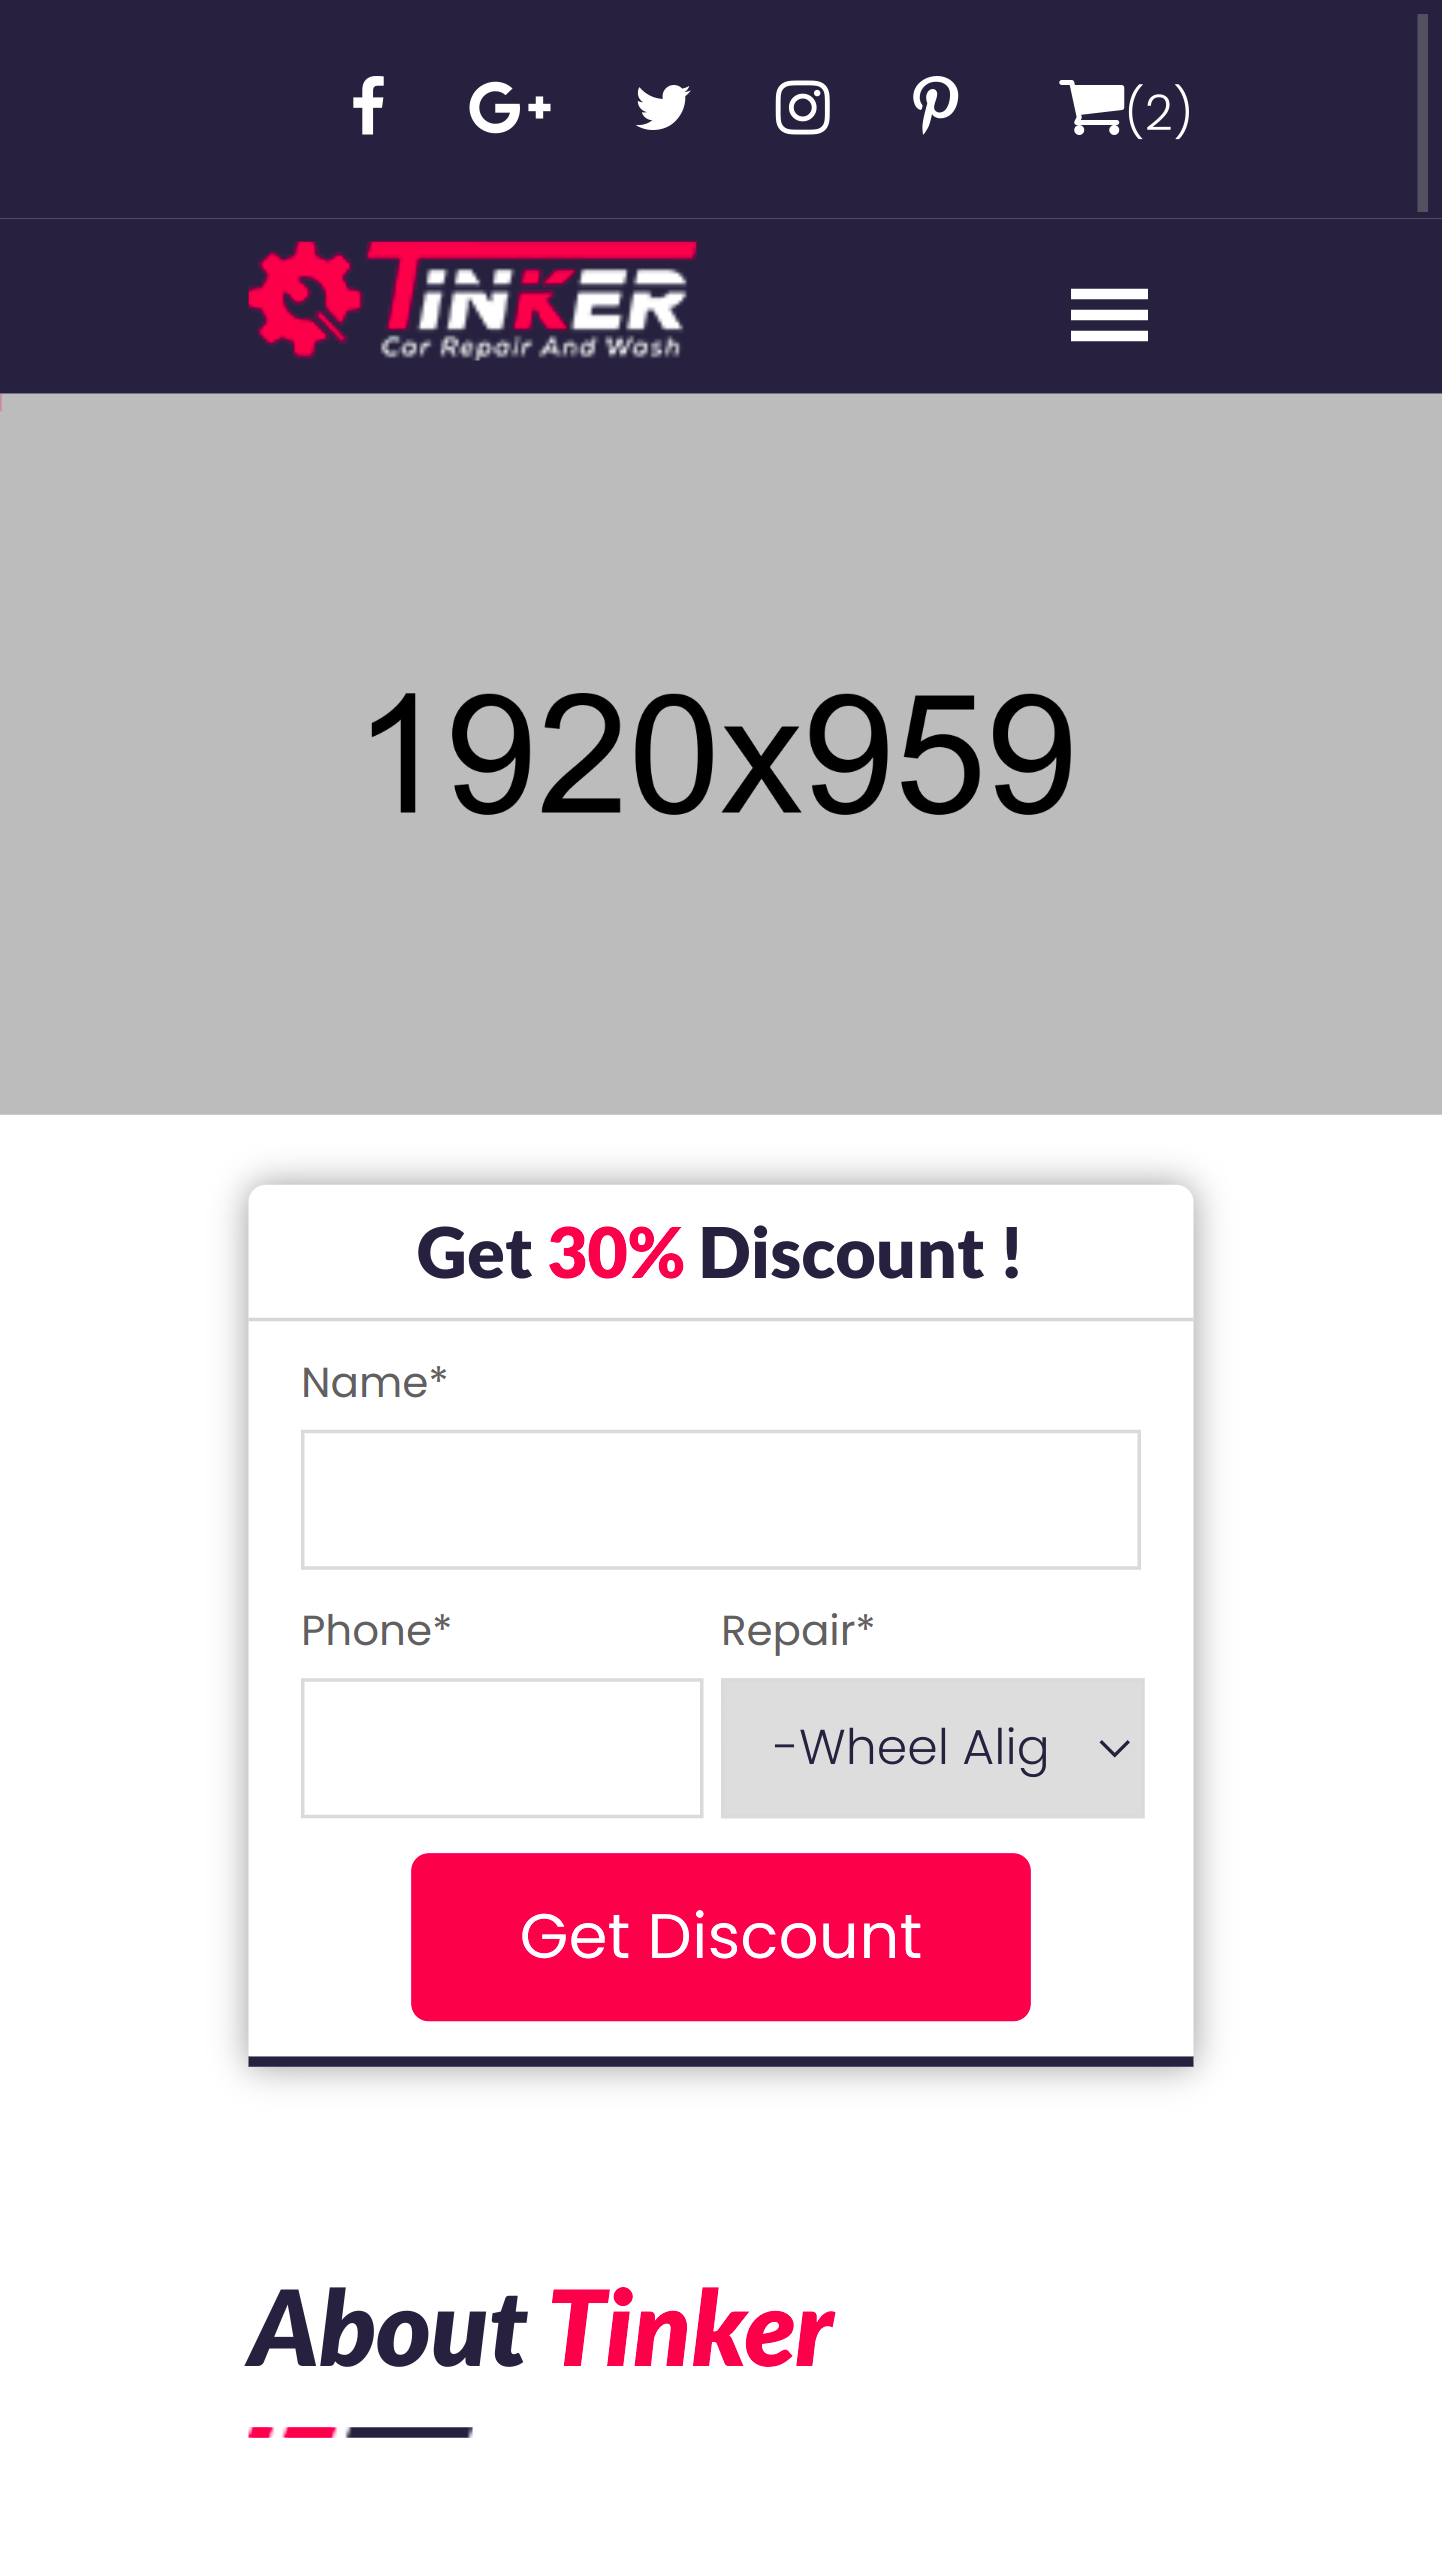 (2)
TINKER
Car Repair And Wash
1920x959
Get 30% Discount !
Name*
Phone* Repair*
-Wheel Alig
Get Discount
About Tinker